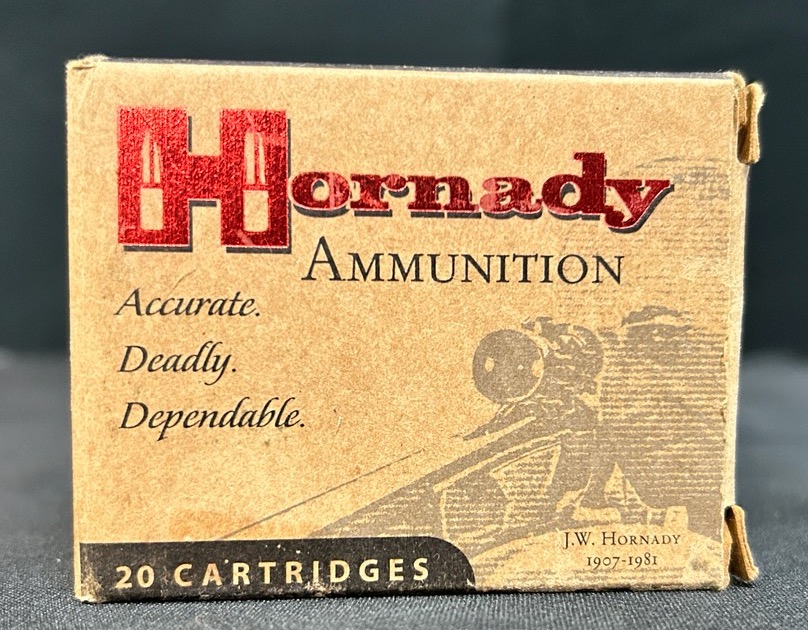 Hornady
AMMUNITION
Accurate.
Deadly.
Dependable.
J.W. HORNADY
1907-1981
20 CARTRIDGES